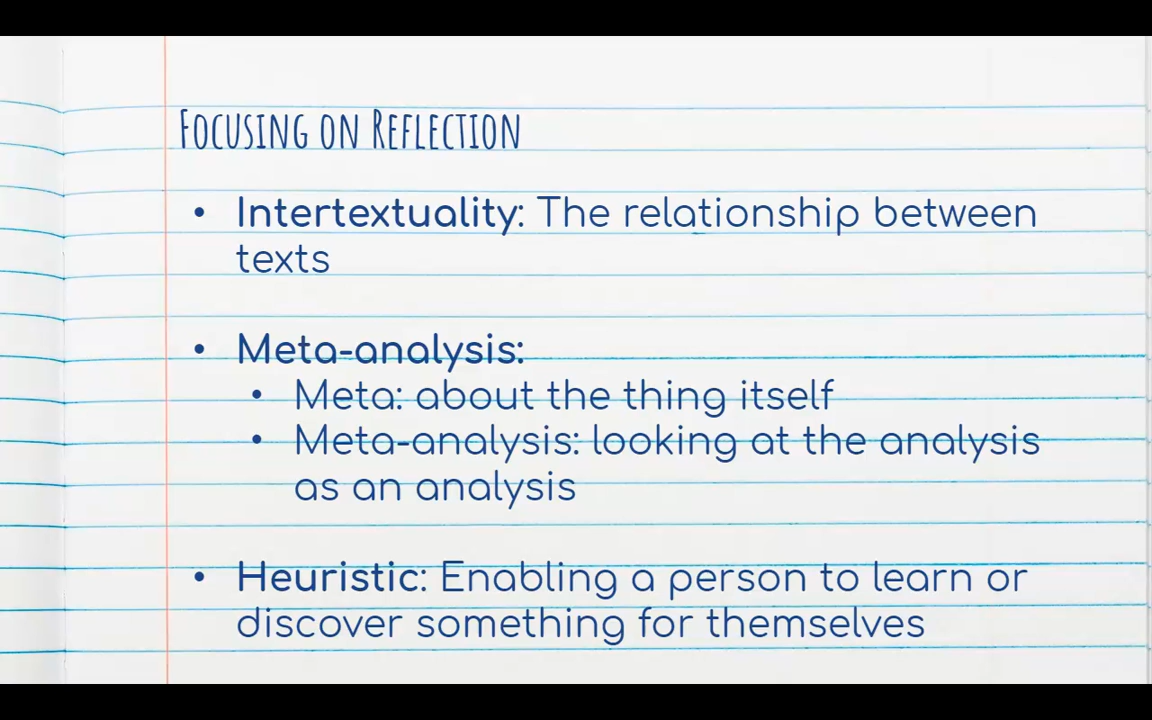 Focusing on Reflection
• Intertextuality: The relationship between
texts
• Meta-analysis:
• Meta: about the thing itself
• Meta-analysis: looking at the analysis
as an analysis
• Heuristic: Enabling a person to learn or
discover something for themselves